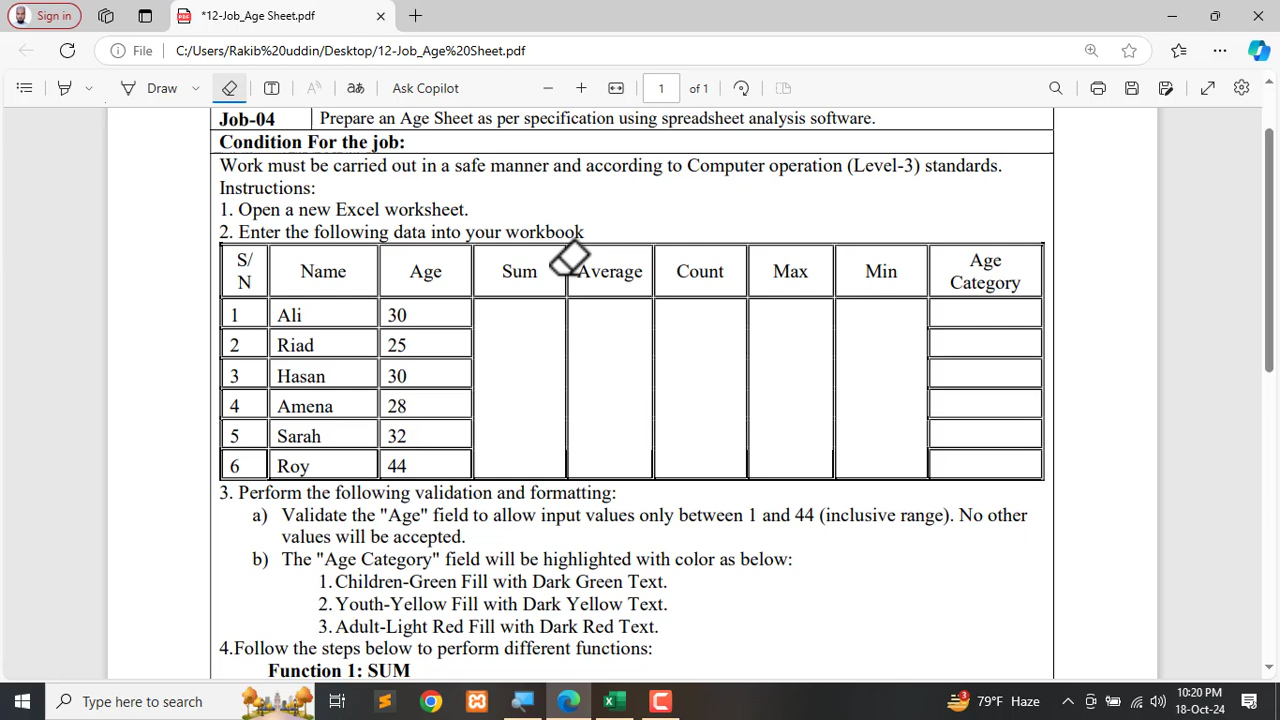 Sign in
*12-Job_Age Sheet.pdf
File
C:/Users/Rakib%20uddin/Desktop/12-Job_Age%20Sheet.pdf
Draw
Ask Copilot
1 of 1
Job-04 Prepare an Age Sheet as per specification using spreadsheet analysis software.
Condition For the job:
Work must be carried out in a safe manner and according to Computer operation (Level-3) standards.
Instructions:
1. Open a new Excel worksheet.
2. Enter the following data into your workbook
S/N Name Age Sum Average Count Max Min Age Category
1 Ali 30
2 Riad 25
3 Hasan 30
4 Amena 28
5 Sarah 32
6 Roy 44
3. Perform the following validation and formatting:
a) Validate the "Age" field to allow input values only between 1 and 44 (inclusive range). No other
values will be accepted.
b) The "Age Category" field will be highlighted with color as below:
1. Children-Green Fill with Dark Green Text.
2. Youth-Yellow Fill with Dark Yellow Text.
3. Adult-Light Red Fill with Dark Red Text.
4.Follow the steps below to perform different functions:
Function 1: SUM
Type here to search
3
79°F Haze
10:20 PM
18-Oct-24